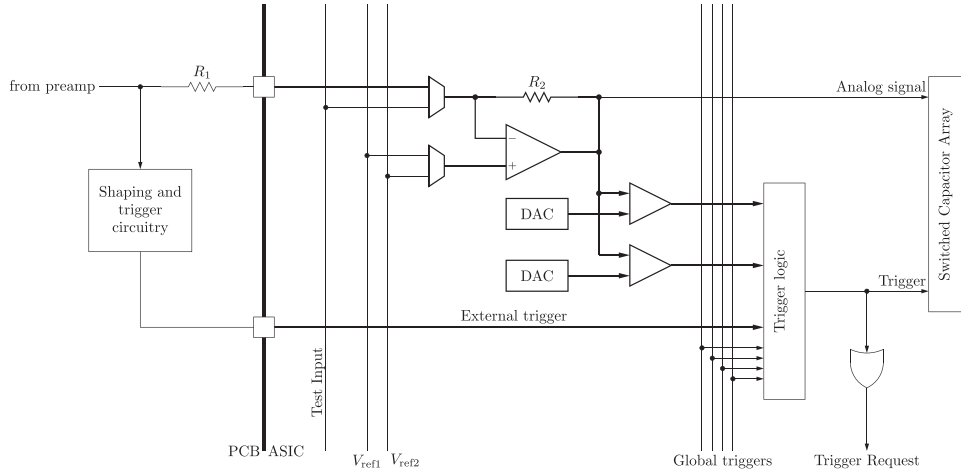 from preamp
R1
R2
Analog signal
Switched Capacitor Array
−
+
Shaping and
trigger
circuitry
DAC
DAC
Trigger logic
Trigger
External trigger
Test Input
PCB
ASIC
Vref1
Vref2
Global triggers
Trigger Request